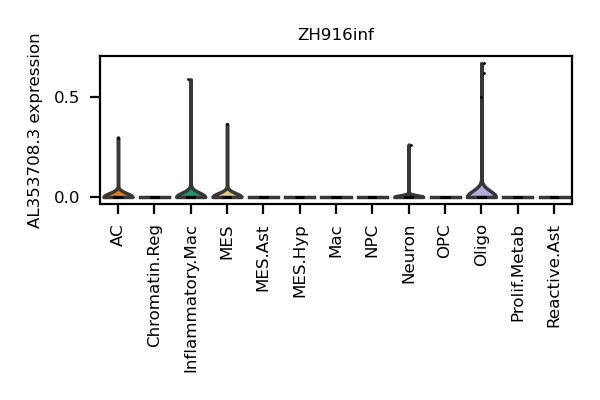 ZH916inf
AL353708.3 expression
0.5
0.0
AC
Chromatin.Reg
Inflammatory.Mac
MES
MES.Ast
MES.Hyp
Mac
NPC
Neuron
OPC
Oligo
Prolif.Metab
Reactive.Ast